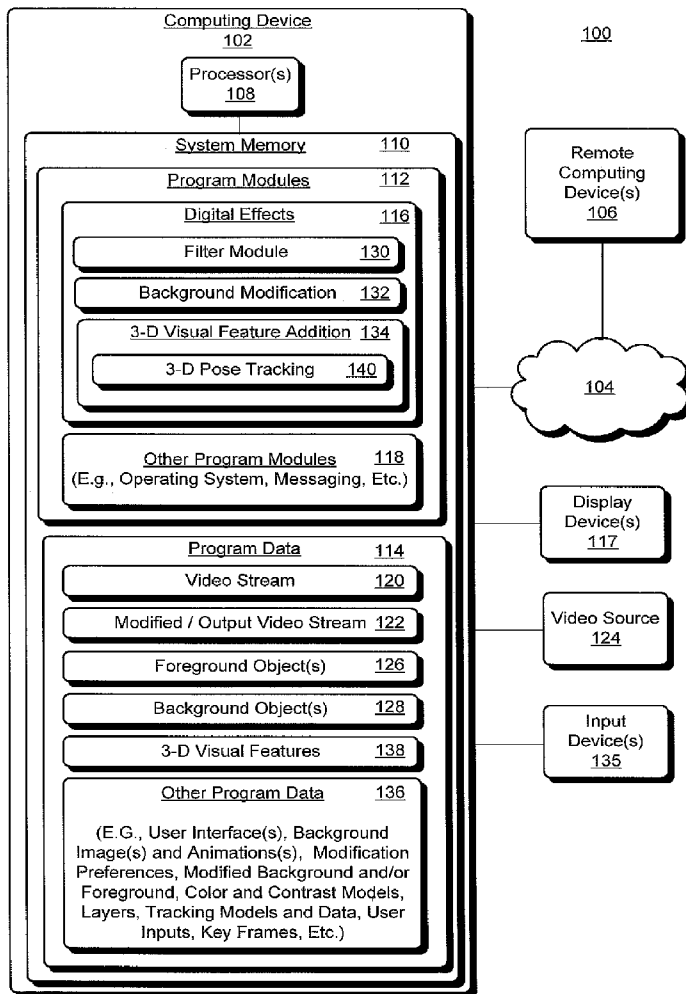 Computing Device
102
100
Processor(s)
108
System Memory 110
Program Modules 112
Digital Effects 116
Filter Module 130
Background Modification 132
3-D Visual Feature Addition 134
3-D Pose Tracking 140
Other Program Modules 118
(E.g., Operating System, Messaging, Etc.)
Program Data 114
Video Stream 120
Modified / Output Video Stream 122
Foreground Object(s) 126
Background Object(s) 128
3-D Visual Features 138
Other Program Data 136
(E.G., User Interface(s), Background
Image(s) and Animations(s), Modification
Preferences, Modified Background and/or
Foreground, Color and Contrast Models,
Layers, Tracking Models and Data, User
Inputs, Key Frames, Etc.)
Remote
Computing
Device(s)
106
104
Display
Device(s)
117
Video Source
124
Input
Device(s)
135